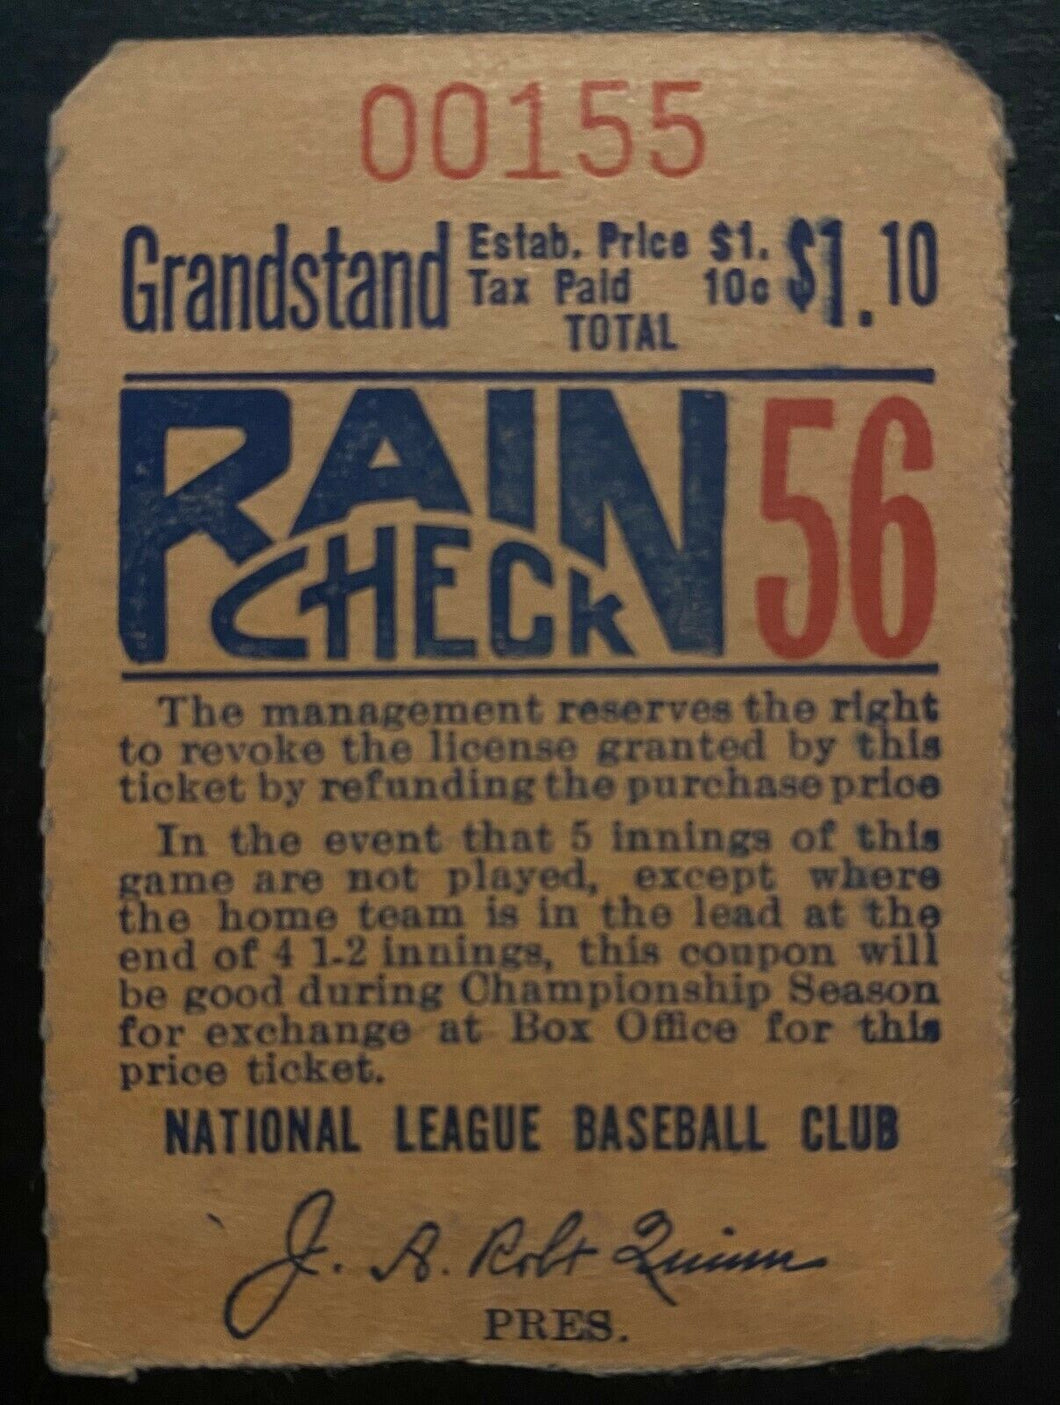 00155
Grandstand Estab. Price $1. $1.10
Tax Paid 10c
TOTAL
RAIN CHECK 56
The management reserves the right
to revoke the license granted by this
ticket by refunding the purchase price
In the event that 5 innings of this
game are not played, except where
the home team is in the lead at the
end of 4 1-2 innings, this coupon will
be good during Championship Season
for exchange at Box Office for this
price ticket.
NATIONAL LEAGUE BASEBALL CLUB
J. A. Robt Quinn
PRES.